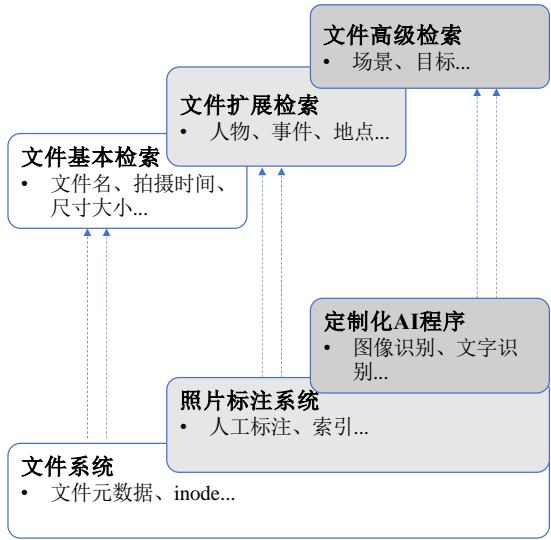 文件高级检索
• 场景、目标...
文件扩展检索
• 人物、事件、地点...
文件基本检索
• 文件名、拍摄时间、
尺寸大小...
定制化AI程序
• 图像识别、文字识
别...
照片标注系统
• 人工标注、索引...
文件系统
• 文件元数据、inode...